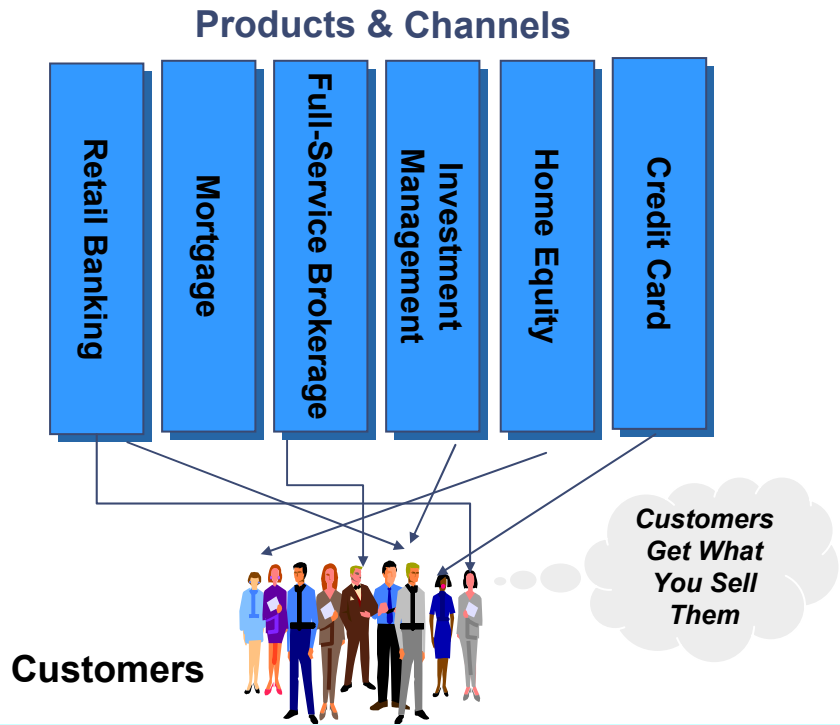 Products & Channels
Retail Banking
Mortgage
Full-Service Brokerage
Investment
Management
Home Equity
Credit Card
Customers
Get What
You Sell
Them
Customers